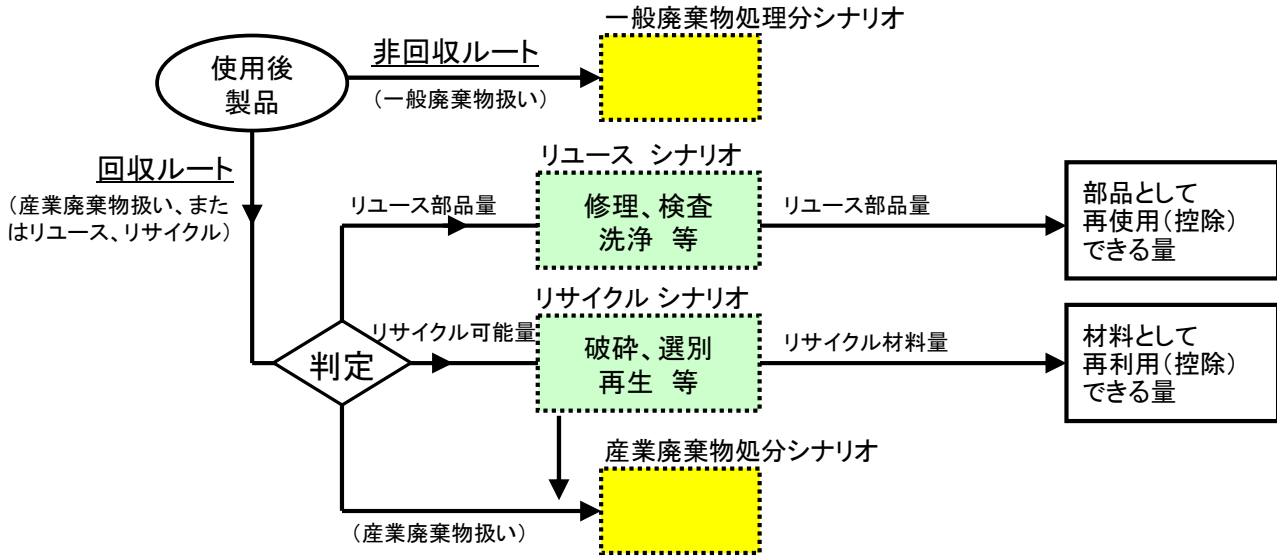 一般廃棄物処理分シナリオ
使用後
製品
非回収ルート
(一般廃棄物扱い)
回収ルート
(産業廃棄物扱い、また
はリユース、リサイクル)
リユース シナリオ
リユース部品量
修理、検査
洗浄 等
リユース部品量
部品として
再使用(控除)
できる量
リサイクル シナリオ
判定
リサイクル可能量
破砕、選別
再生 等
リサイクル材料量
材料として
再利用(控除)
できる量
産業廃棄物処分シナリオ
(産業廃棄物扱い)